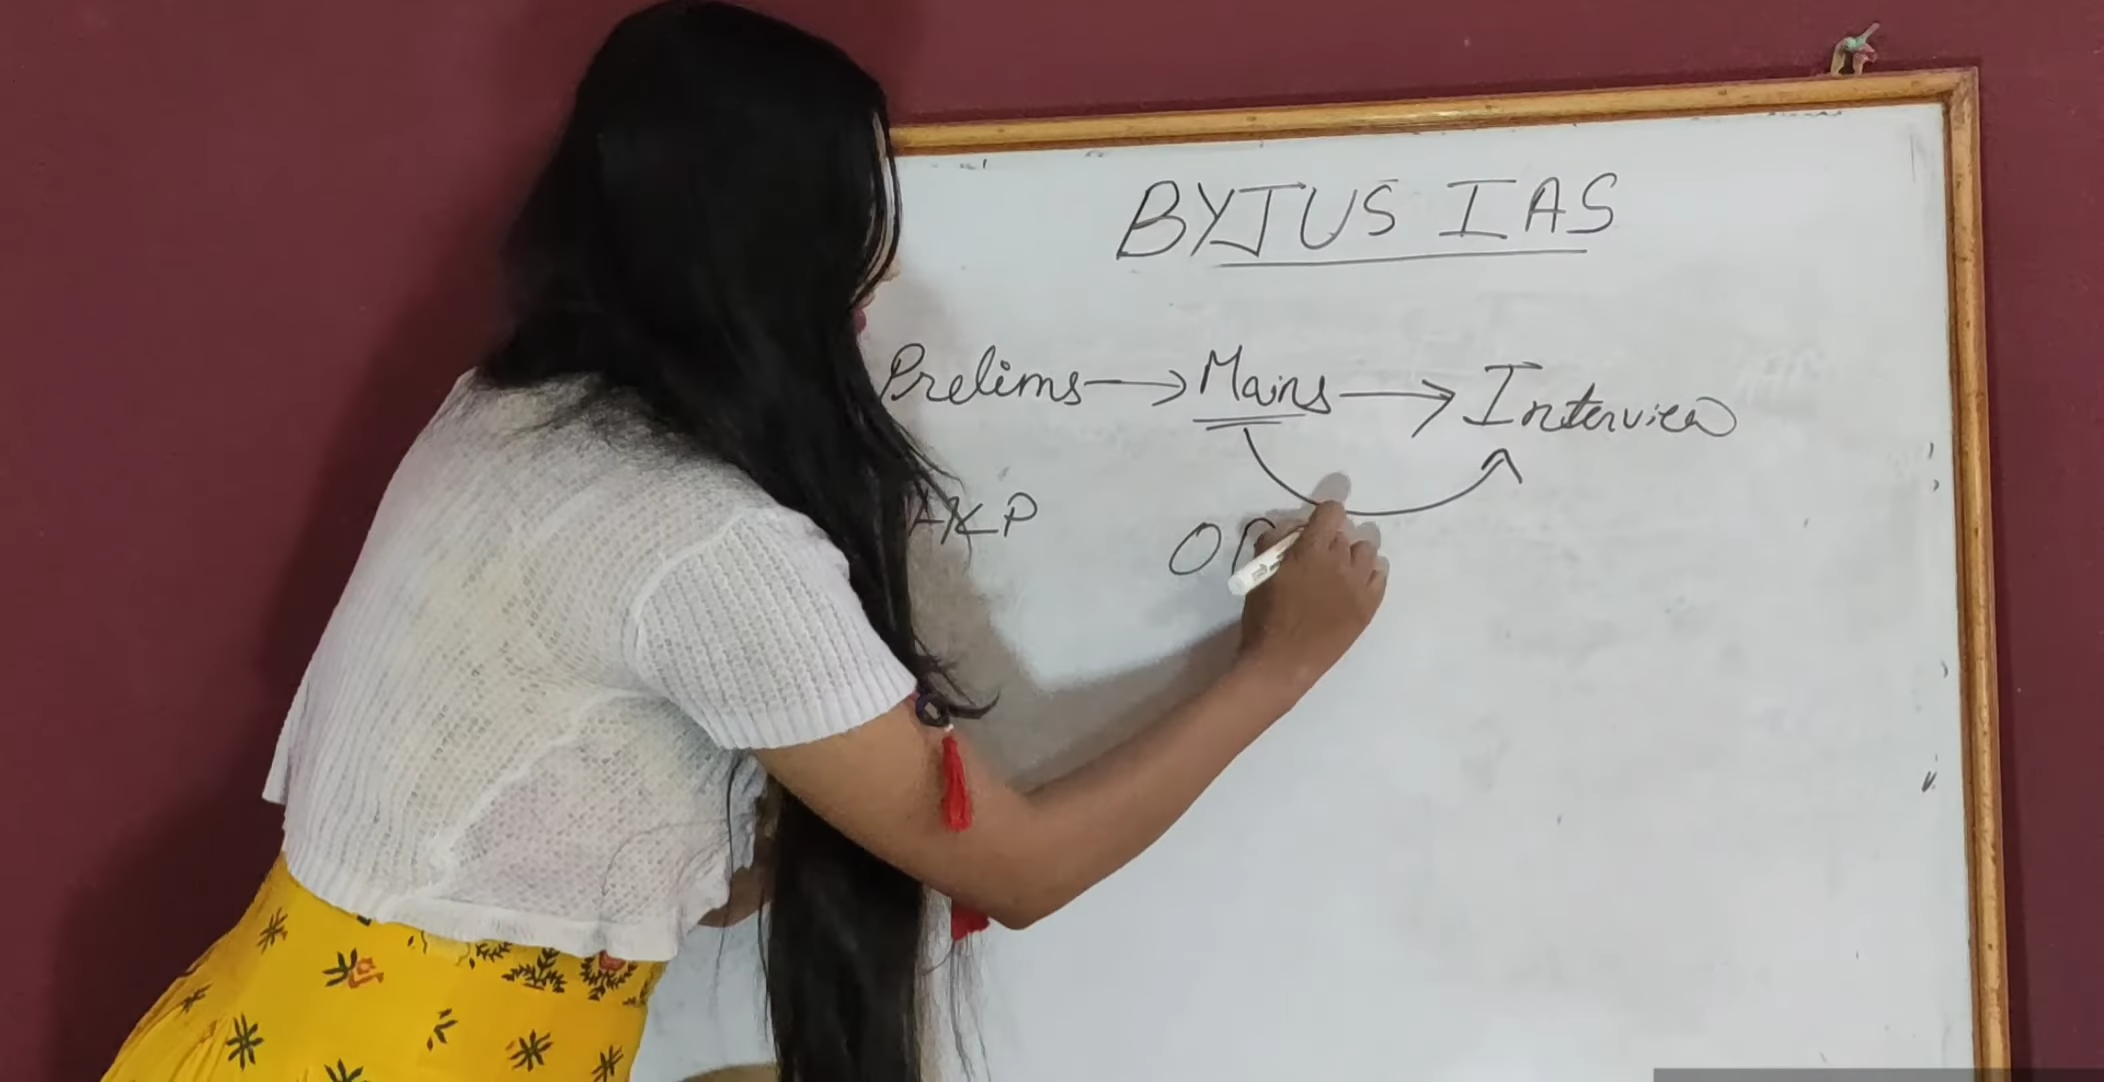 BYJUS IAS
Prelims → Mains → Interview